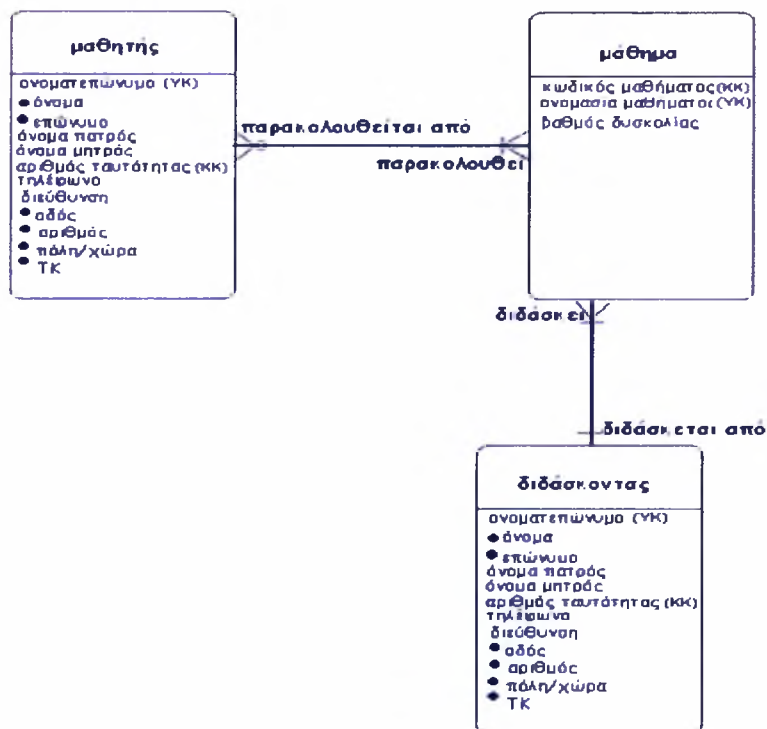 μαθητής
ονοματεπώνυμο (ΥΚ)
● όνομα
● επώνυμο
όνομα πατρός
όνομα μητρός
αριθμός ταυτότητας (ΚΚ)
τηλέφωνο
διεύθυνση
● οδός
● αριθμός
● πόλη/χώρα
● ΤΚ
παρακολουθείται από
παρακολουθεί
μάθημα
κωδικός μαθήματος (ΚΚ)
ονομασία μαθήματος (ΥΚ)
βαθμός δυσκολίας
διδάσκει
διδάσκεται από
διδάσκοντας
ονοματεπώνυμο (ΥΚ)
● όνομα
● επώνυμο
όνομα πατρός
όνομα μητρός
αριθμός ταυτότητας (ΚΚ)
τηλέφωνο
διεύθυνση
● οδός
● αριθμός
● πόλη/χώρα
● ΤΚ